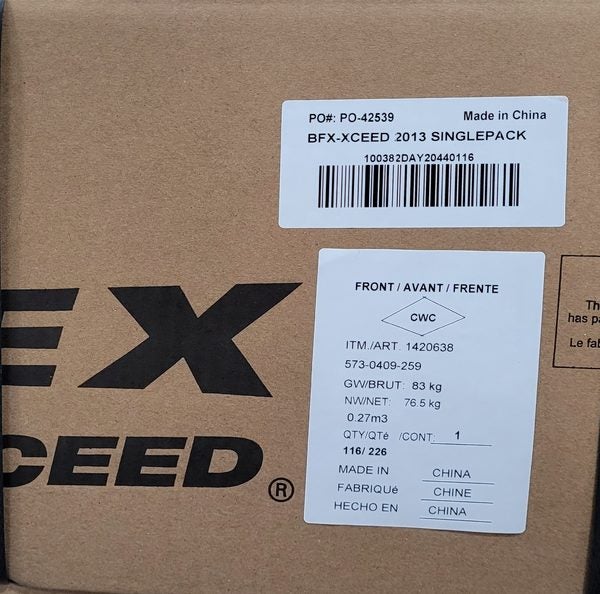 PO#: PO-42539 Made in China
BFX-XCEED 2013 SINGLEPACK
100382DAY20440116
EX
CEED®
FRONT / AVANT / FRENTE
CWC
ITM./ART. 1420638
573-0409-259
GW/BRUT: 83 kg
NW/NET: 76.5 kg
0.27m3
QTY/QTé /CONT: 1
116/ 226
MADE IN CHINA
FABRIQUé CHINE
HECHO EN CHINA
Th
has pa
Le fab